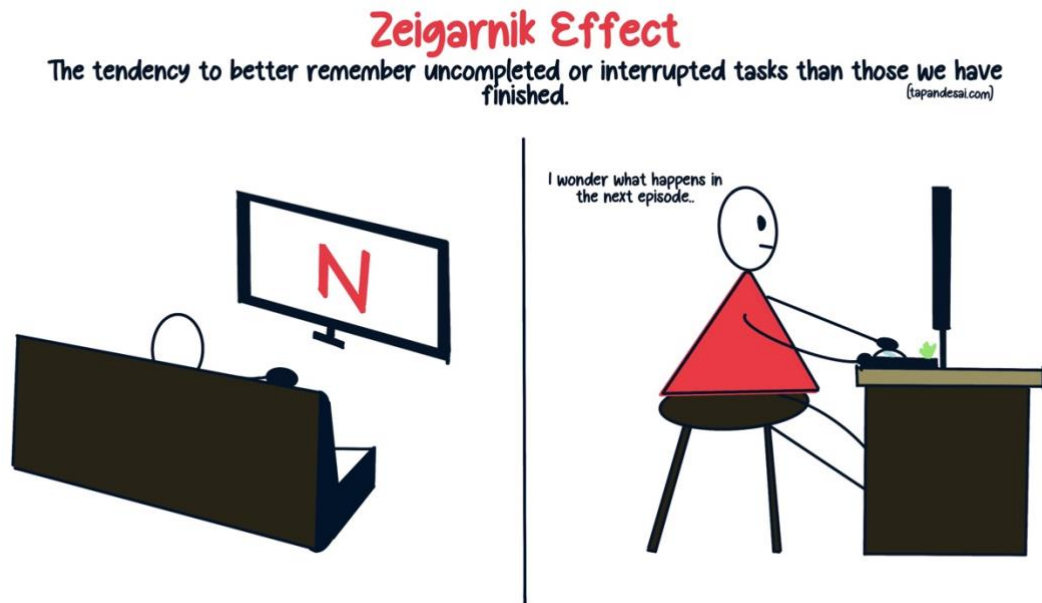 Zeigarnik Effect
The tendency to better remember uncompleted or interrupted tasks than those we have
finished.
(tapandesai.com)
N
I wonder what happens in
the next episode..